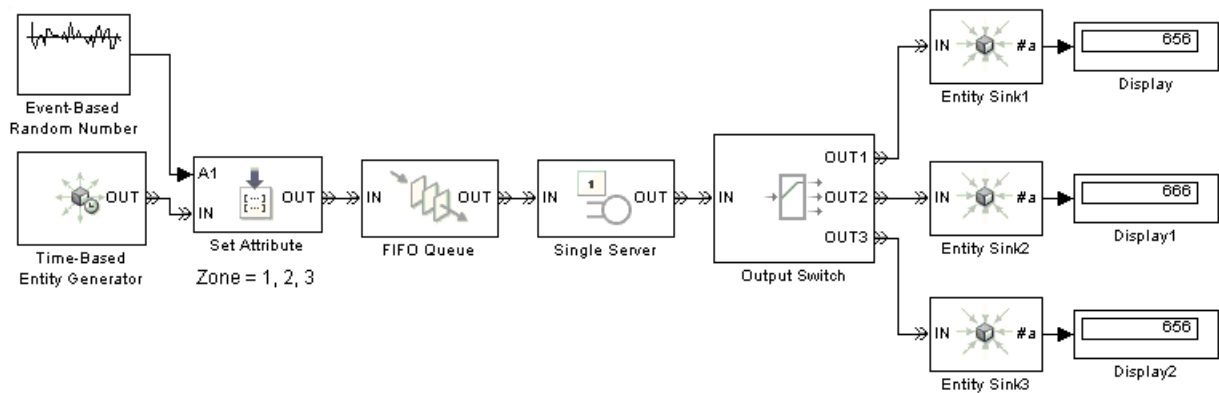 Event-Based
Random Number
OUT
Time-Based
Entity Generator
A1
IN
[...]
OUT
Set Attribute
Zone = 1, 2, 3
IN
OUT
FIFO Queue
IN
1
OUT
Single Server
IN
OUT1
OUT2
OUT3
Output Switch
IN
#a
Entity Sink1
656
Display
IN
#a
Entity Sink2
666
Display1
IN
#a
Entity Sink3
656
Display2